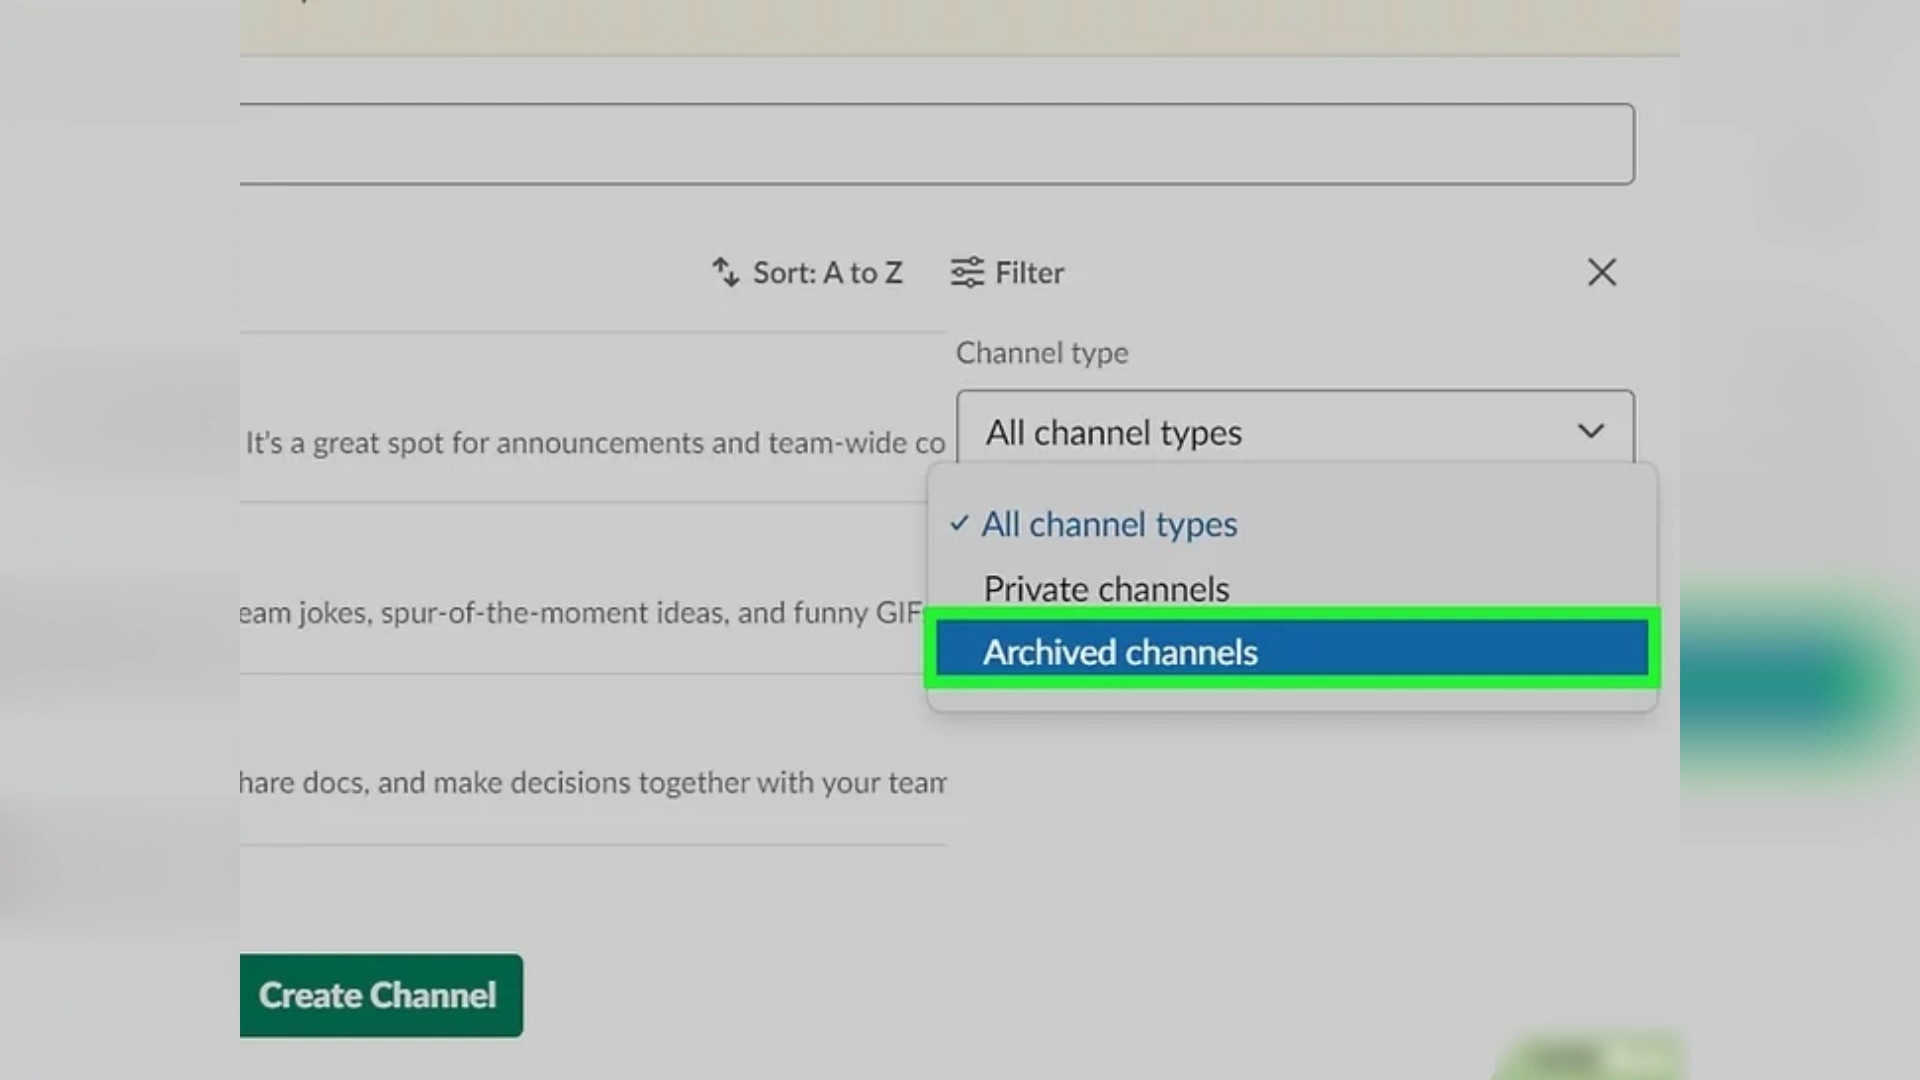 Sort: A to Z
Filter
Channel type
All channel types
It's a great spot for announcements and team-wide co
All channel types
Private channels
eam jokes, spur-of-the-moment ideas, and funny GIF
Archived channels
hare docs, and make decisions together with your team
Create Channel